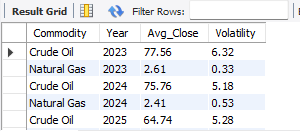 Result Grid Filter Rows:
Commodity Year Avg_Close Volatility
Crude Oil 2023 77.56 6.32
Natural Gas 2023 2.61 0.33
Crude Oil 2024 75.76 5.18
Natural Gas 2024 2.41 0.53
Crude Oil 2025 64.74 5.28